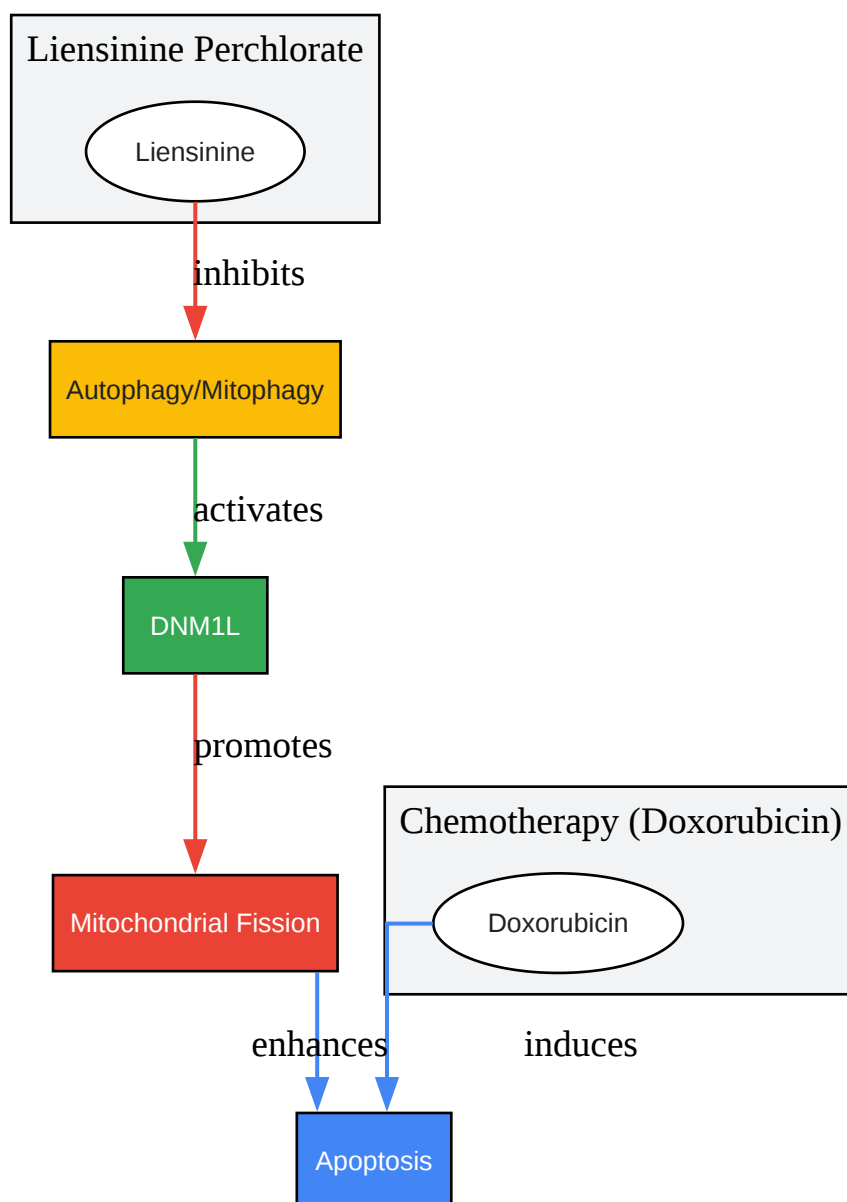 Liensinine Perchlorate
Liensinine
inhibits
Autophagy/Mitophagy
activates
DNM1L
promotes
Chemotherapy (Doxorubicin)
Mitochondrial Fission
Doxorubicin
enhances
induces
Apoptosis